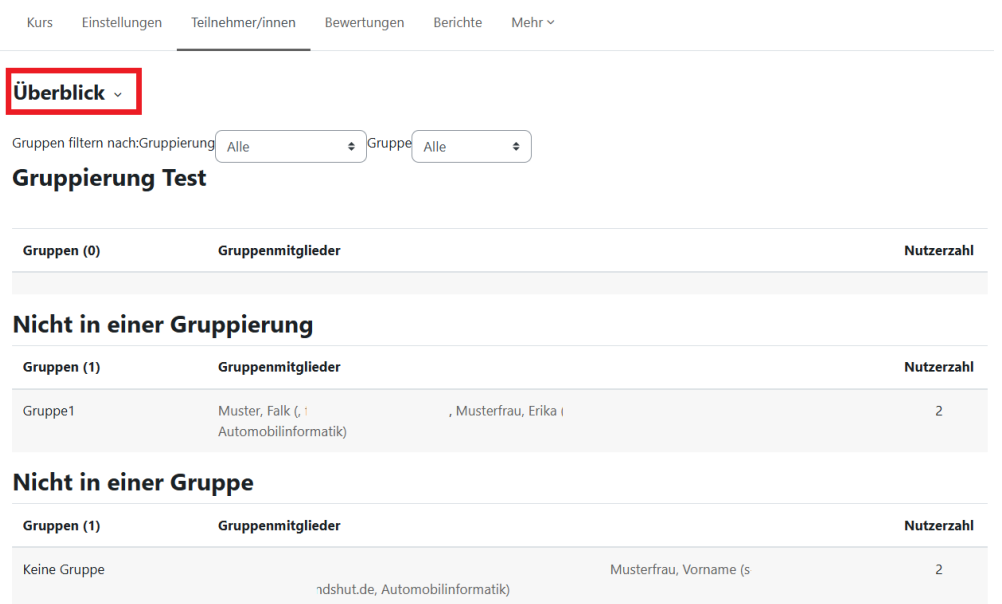 Kurs Einstellungen Teilnehmer/innen Bewertungen Berichte Mehr
Überblick
Gruppen filtern nach:Gruppierung Alle Gruppe Alle
Gruppierung Test
Gruppen (0) Gruppenmitglieder Nutzerzahl
Nicht in einer Gruppierung
Gruppen (1) Gruppenmitglieder Nutzerzahl
Gruppe1 Muster, Falk (, , Musterfrau, Erika ( 2
Automobilinformatik)
Nicht in einer Gruppe
Gruppen (1) Gruppenmitglieder Nutzerzahl
Keine Gruppe Musterfrau, Vorname (s 2
ndshut.de, Automobilinformatik)